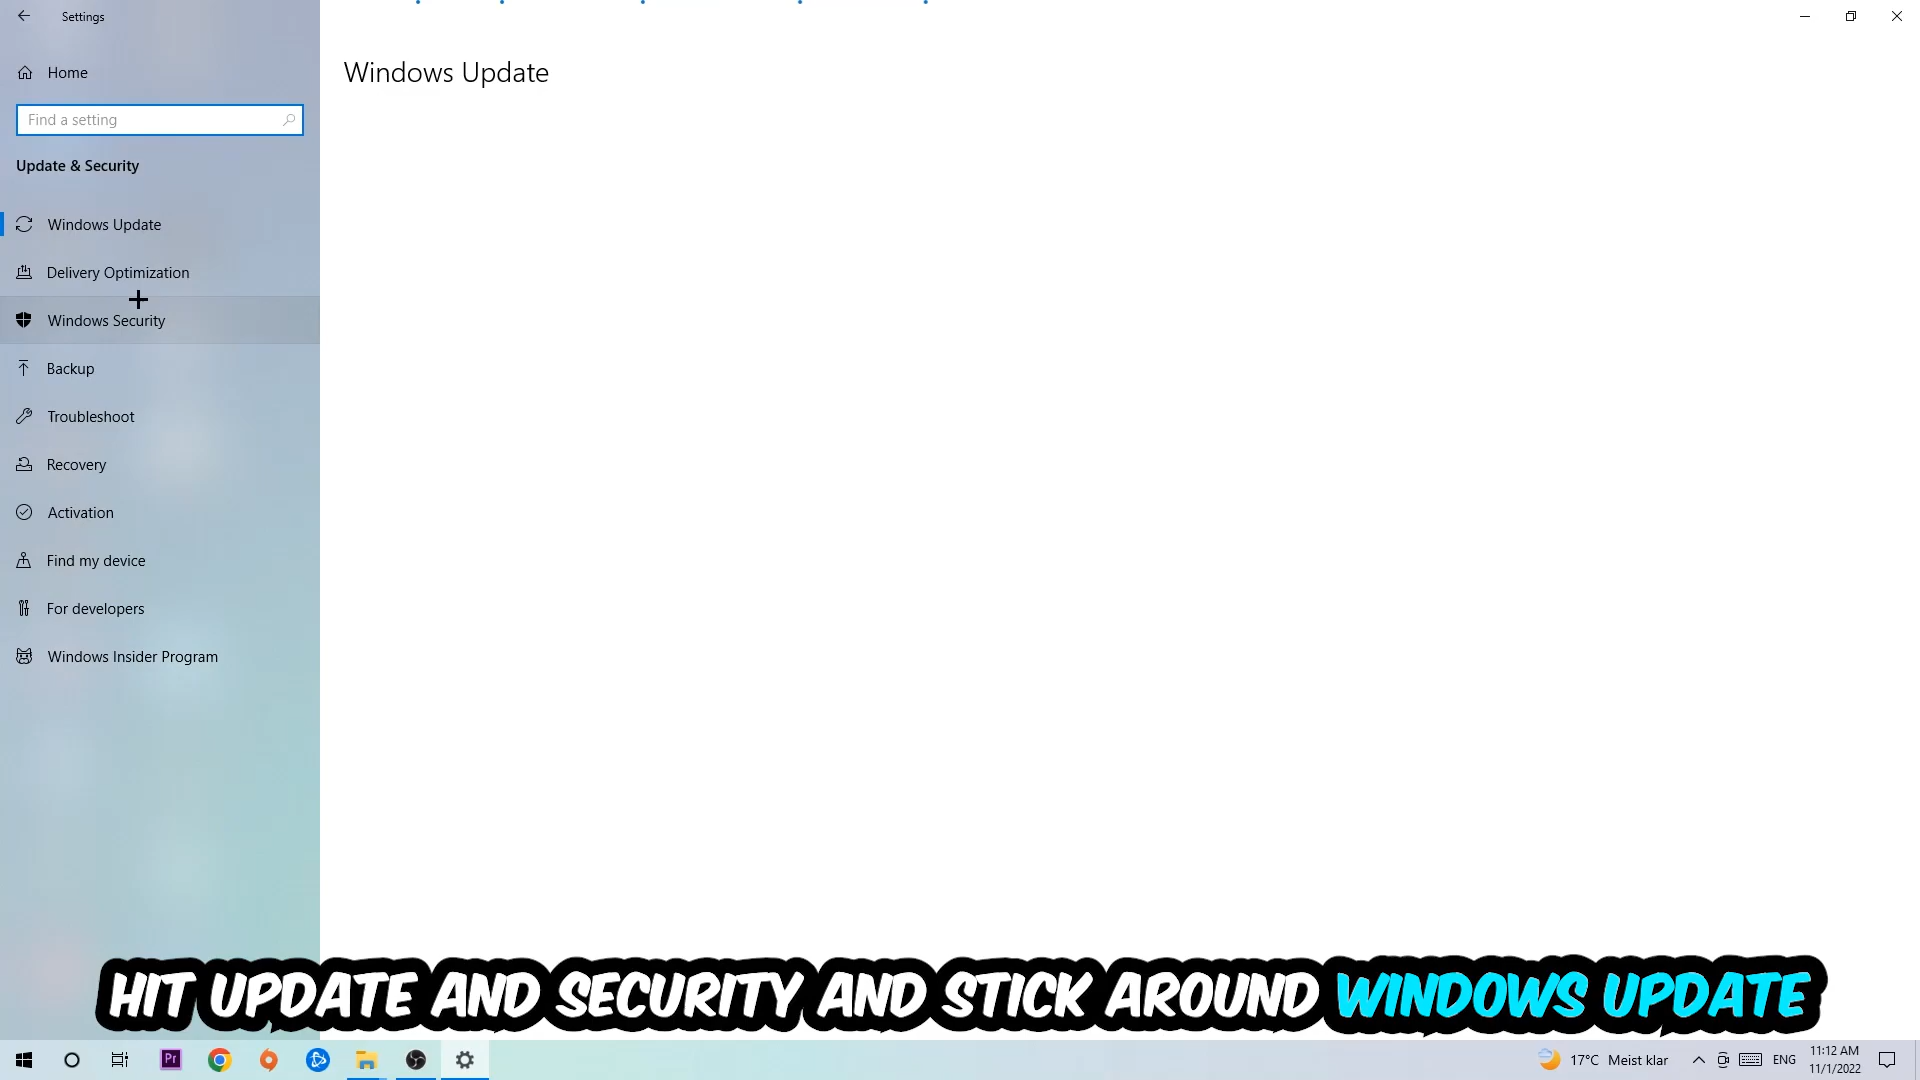 Settings
Home
Find a setting
Update & Security
Windows Update
Delivery Optimization
Windows Security
Backup
Troubleshoot
Recovery
Activation
Find my device
For developers
Windows Insider Program
Windows Update
HIT UPDATE AND SECURITY AND STICK AROUND WINDOWS UPDATE
Pr
17°C Meist klar
ENG
11:12 AM
11/1/2022